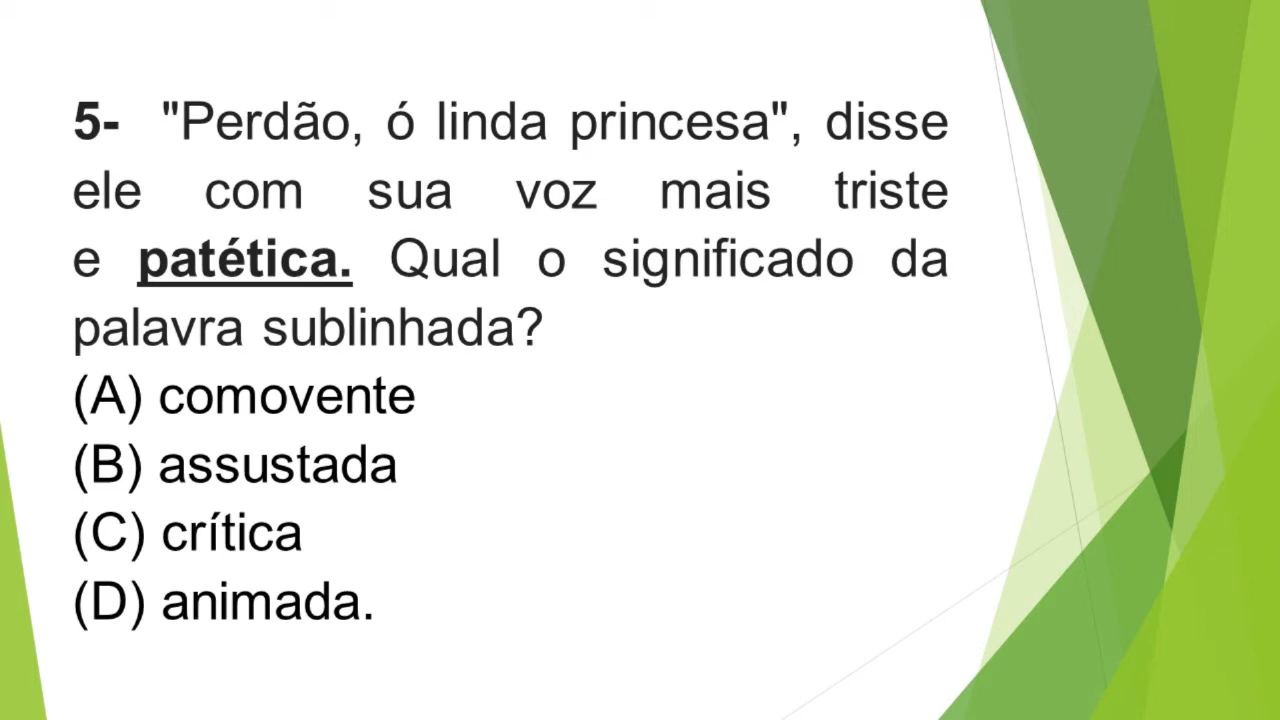 5- "Perdão, ó linda princesa", disse
ele com sua voz mais triste
e patética. Qual o significado da
palavra sublinhada?
(A) comovente
(B) assustada
(C) crítica
(D) animada.